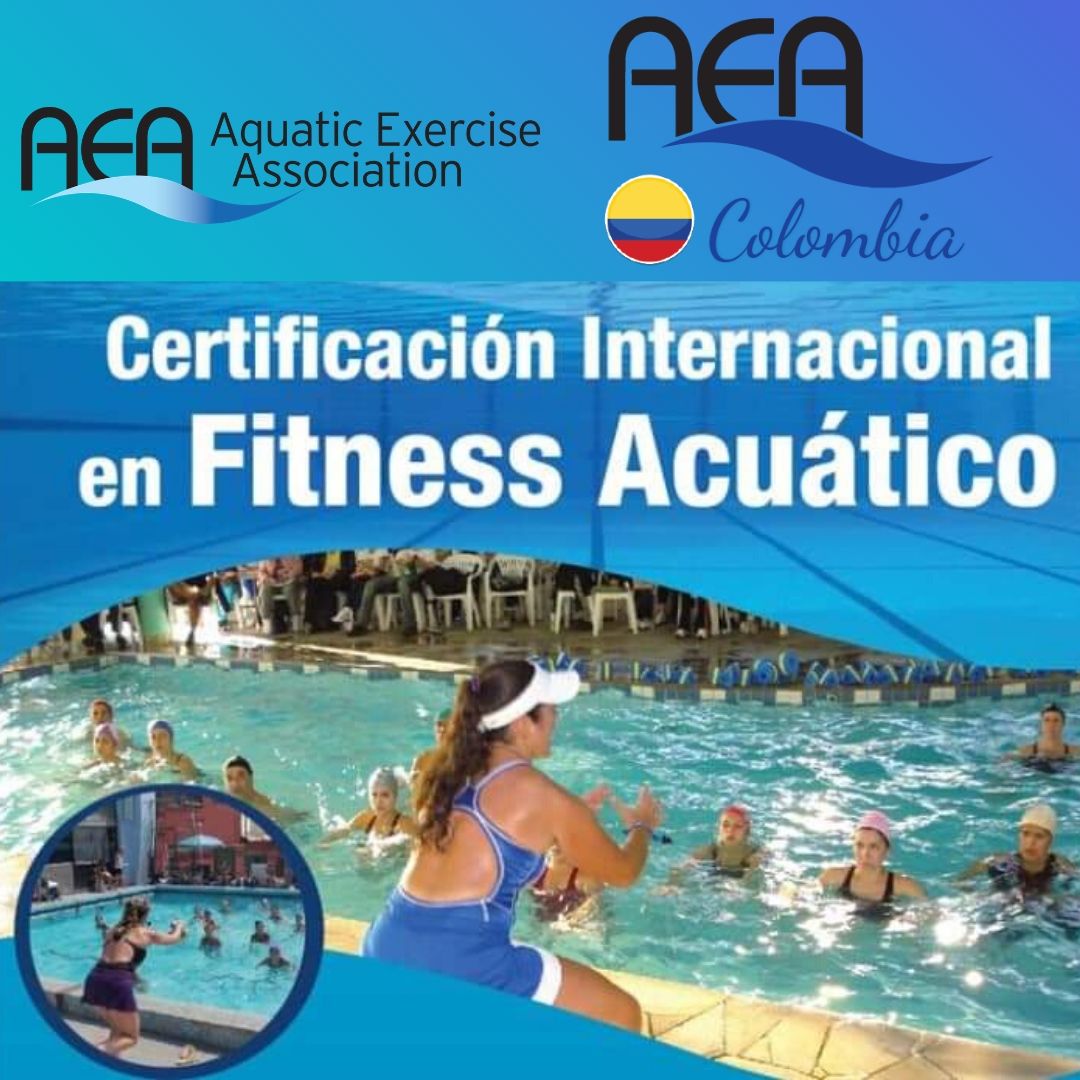 AEA
Aquatic Exercise
Association
AEA
Colombia
Certificación Internacional
en Fitness Acuático